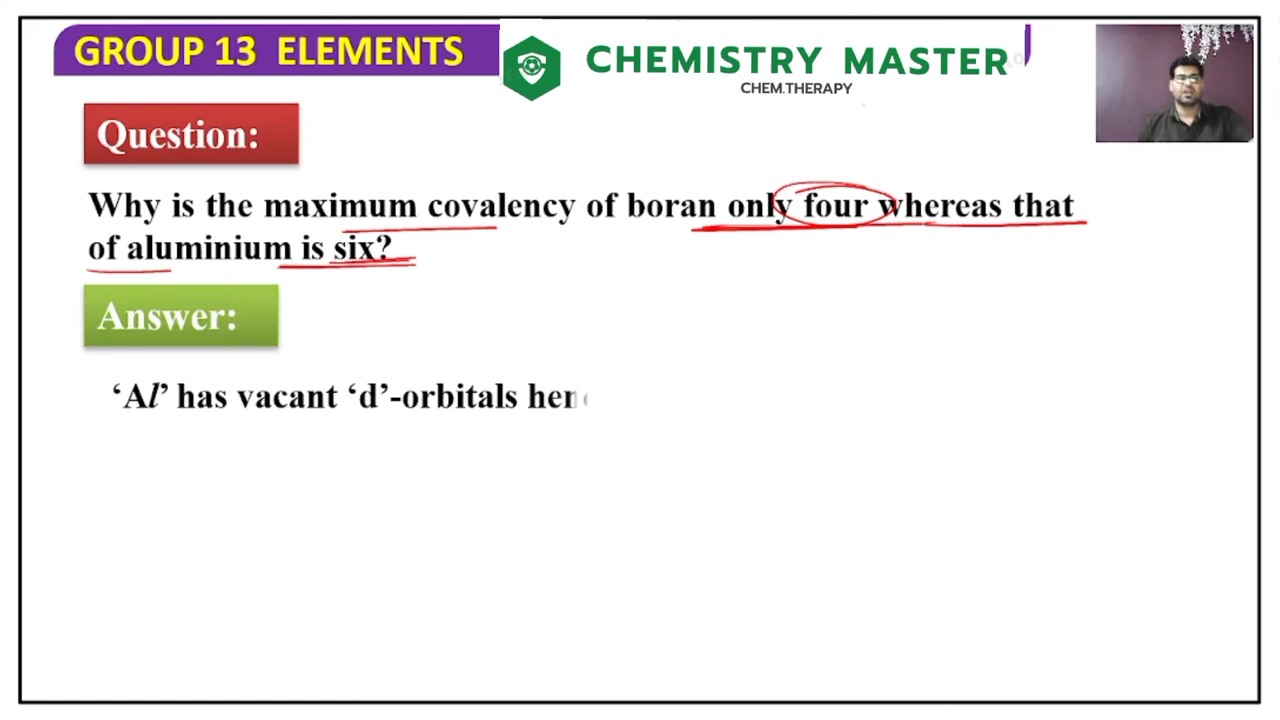 GROUP 13 ELEMENTS
CHEMISTRY MASTER
CHEM.THERAPY
Question:
Why is the maximum covalency of boran only four whereas that
of aluminium is six?
Answer:
‘Al’ has vacant ‘d’-orbitals hen